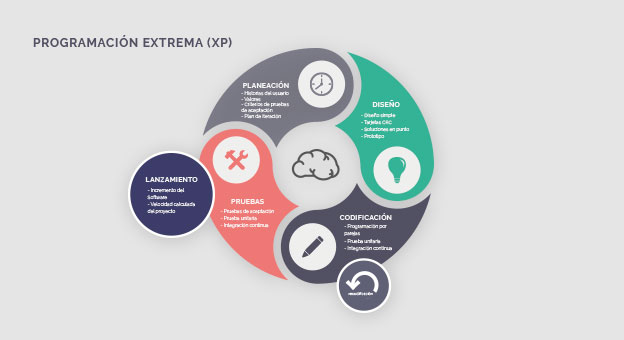 PROGRAMACIÓN EXTREMA (XP)
PLANEACIÓN
- Historias del usuario
- Valores
- Criterios de pruebas
de aceptación
- Plan de iteración
DISEÑO
- Diseño simple
- Tarjetas CRC
- Soluciones en punto
- Prototipo
CODIFICACIÓN
- Programación por
parejas
- Prueba unitaria
- Integración continua
PRUEBAS
- Pruebas de aceptación
- Prueba unitaria
- Integración continua
LANZAMIENTO
- Incremento del
Software
- Velocidad calculada
del proyecto